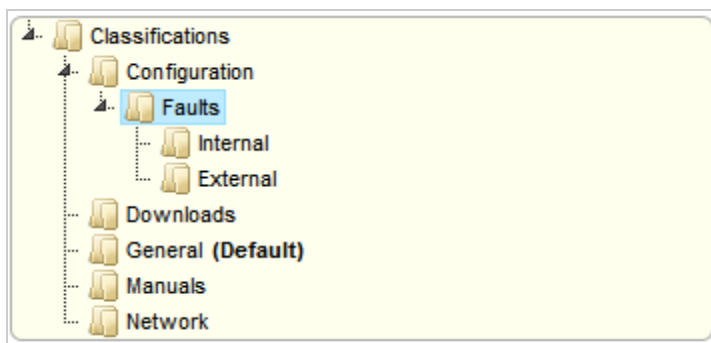 Classifications
Configuration
Faults
Internal
External
Downloads
General (Default)
Manuals
Network